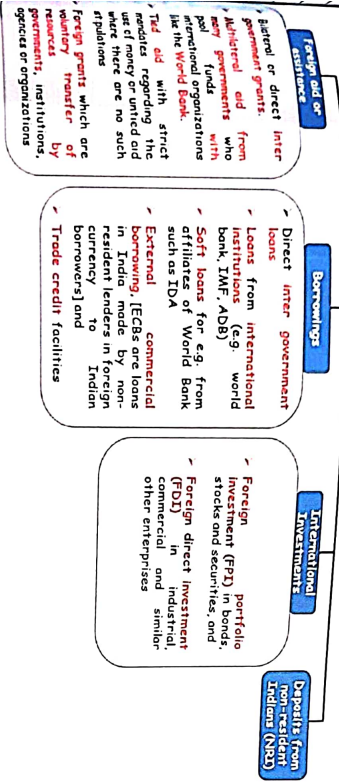 Foreign aid or
assistance
➤ Bilateral or direct inter
government grants.
➤ Multilateral aid from
many governments who
pool funds with
international organizations
like the World Bank.
➤ Tied aid with strict
mandates regarding the
use of money or untied aid
where there are no such
stipulations
➤ Foreign grants which are
voluntary transfer of
resources by
governments, institutions,
agencies or organizations
Borrowings
➤ Direct inter government
loans
➤ Loans from international
institutions (e.g. world
bank, IMF, ADB)
➤ Soft loans for e.g. from
affiliates of World Bank
such as IDA
➤ External commercial
borrowing, [ECBs are loans
in India made by non-
resident lenders in foreign
currency to Indian
borrowers] and
➤ Trade credit facilities
International
Investments
➤ Foreign portfolio
investment (FPI) in bonds,
stocks and securities, and
➤ Foreign direct investment
(FDI) in industrial,
commercial and similar
other enterprises
Deposits from
non-resident
Indians (NRI)